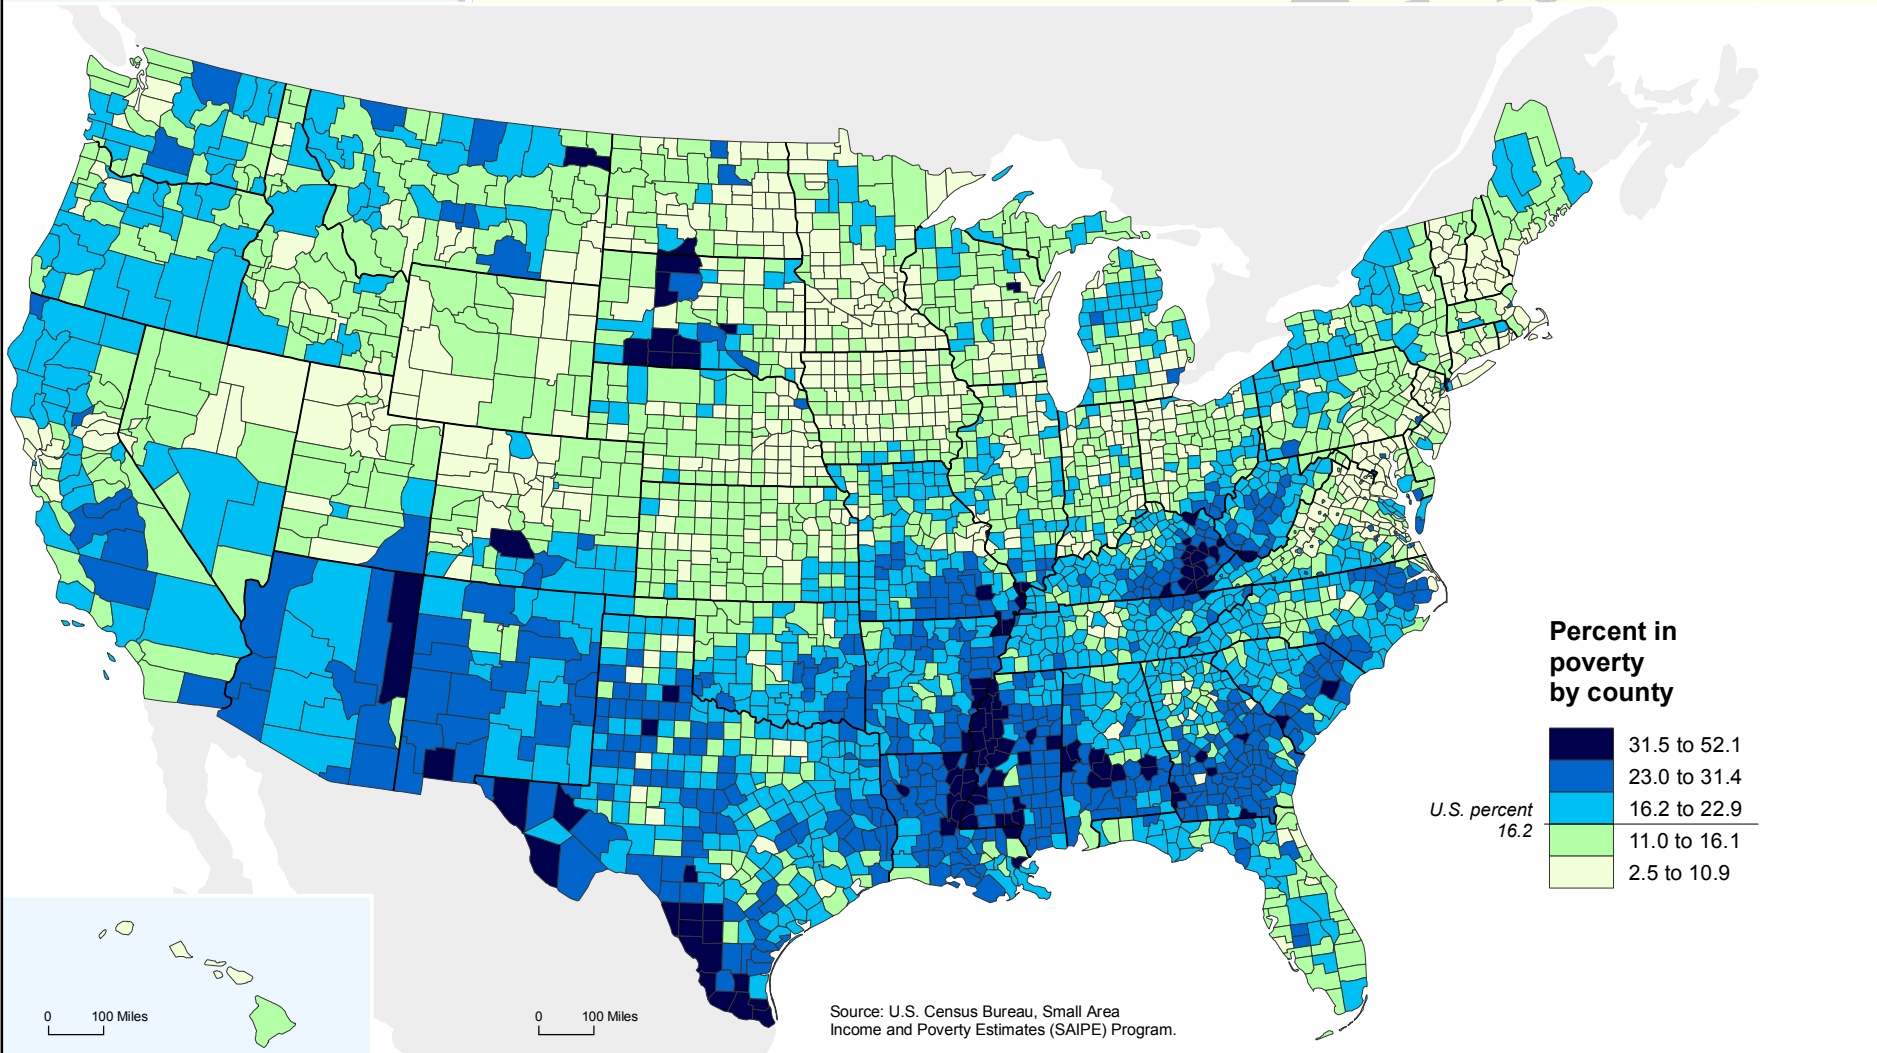 Percent in
poverty
by county
31.5 to 52.1
23.0 to 31.4
16.2 to 22.9
11.0 to 16.1
2.5 to 10.9
U.S. percent
16.2
0 100 Miles
0 100 Miles
Source: U.S. Census Bureau, Small Area
Income and Poverty Estimates (SAIPE) Program.